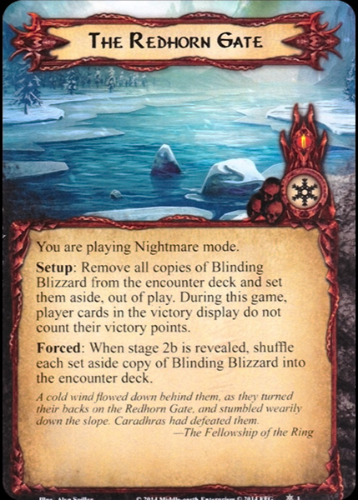 THE REDHORN GATE
You are playing Nightmare mode.
Setup: Remove all copies of Blinding
Blizzard from the encounter deck and set
them aside, out of play. During this game,
player cards in the victory display do not
count their victory points.
Forced: When stage 2b is revealed, shuffle
each set aside copy of Blinding Blizzard into
the encounter deck.
A cold wind flowed down behind them, as they turned
their backs on the Redhorn Gate, and stumbled wearily
down the slope. Caradhras had defeated them.
—The Fellowship of the Ring